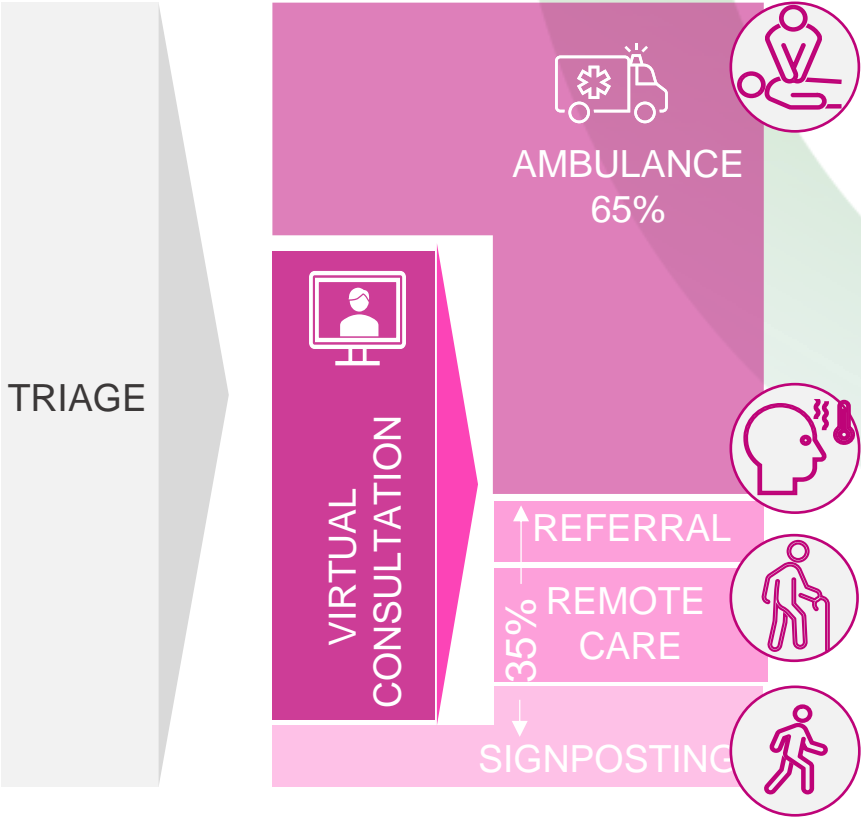 TRIAGE
AMBULANCE
65%
VIRTUAL
CONSULTATION
REFERRAL
35%
REMOTE
CARE
SIGNPOSTING